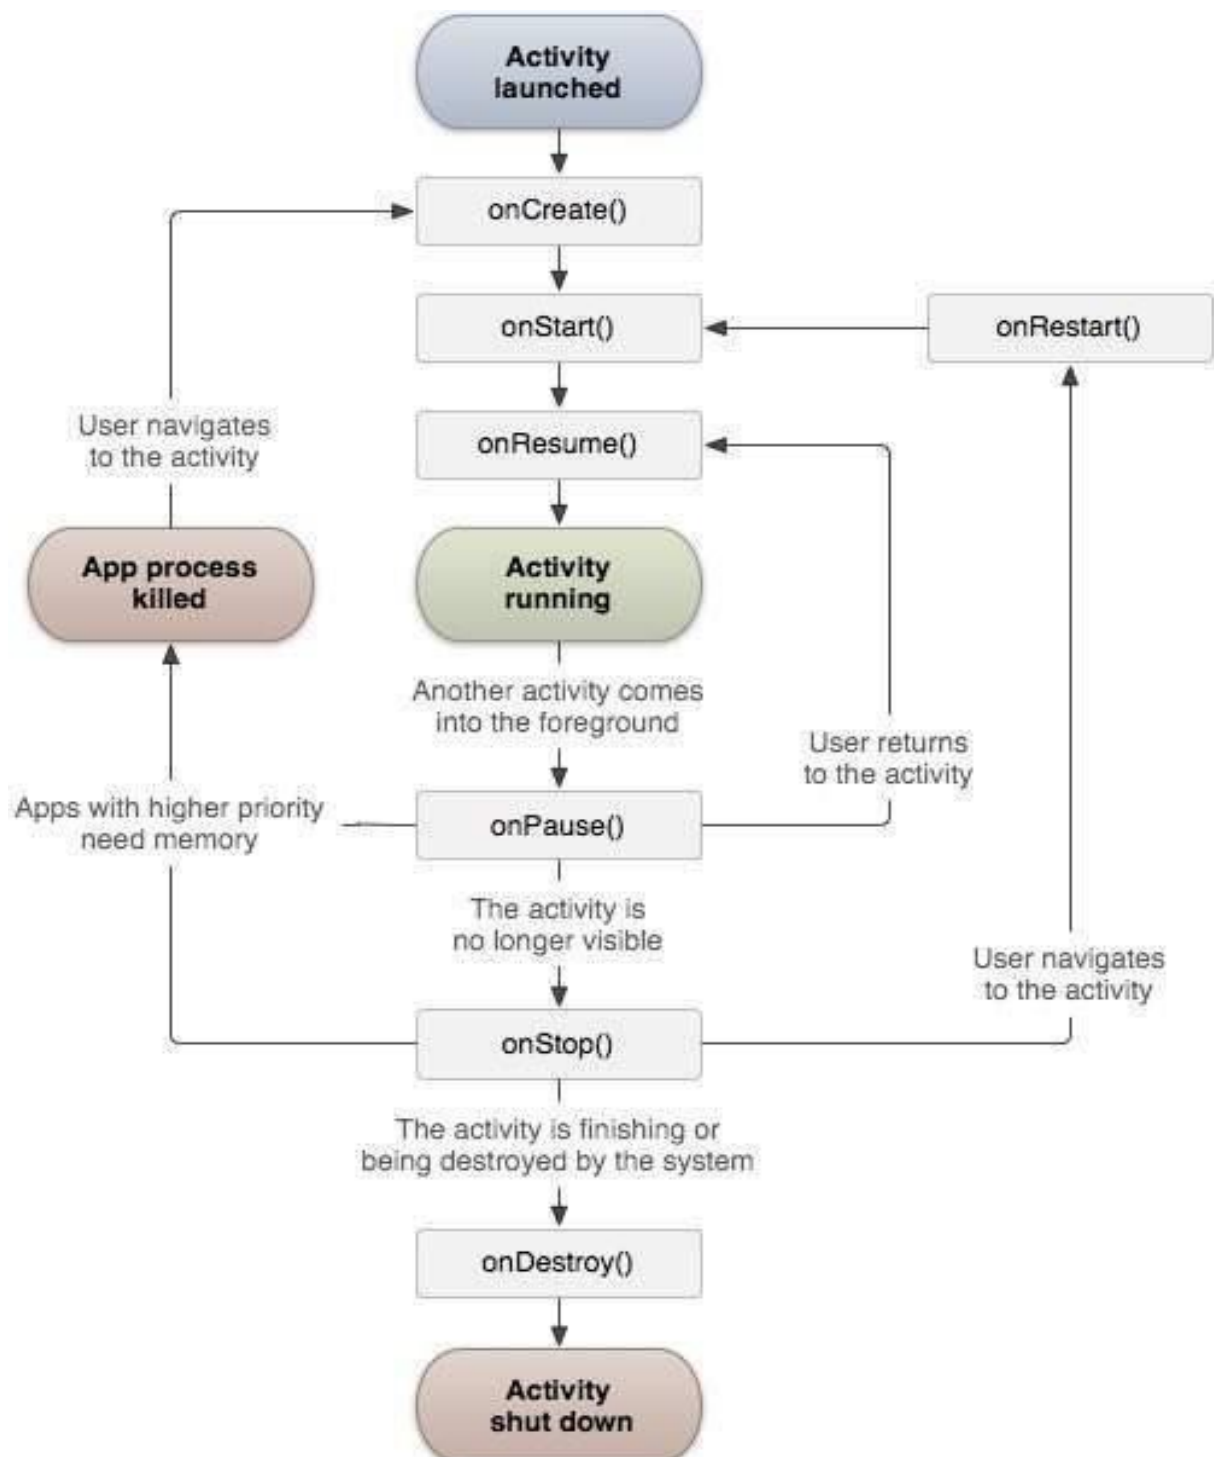 Activity
launched
onCreate()
onStart()
onRestart()
User navigates
to the activity
onResume()
App process
killed
Activity
running
Another activity comes
into the foreground
User returns
to the activity
Apps with higher priority
need memory
onPause()
The activity is
no longer visible
User navigates
to the activity
onStop()
The activity is finishing or
being destroyed by the system
onDestroy()
Activity
shut down